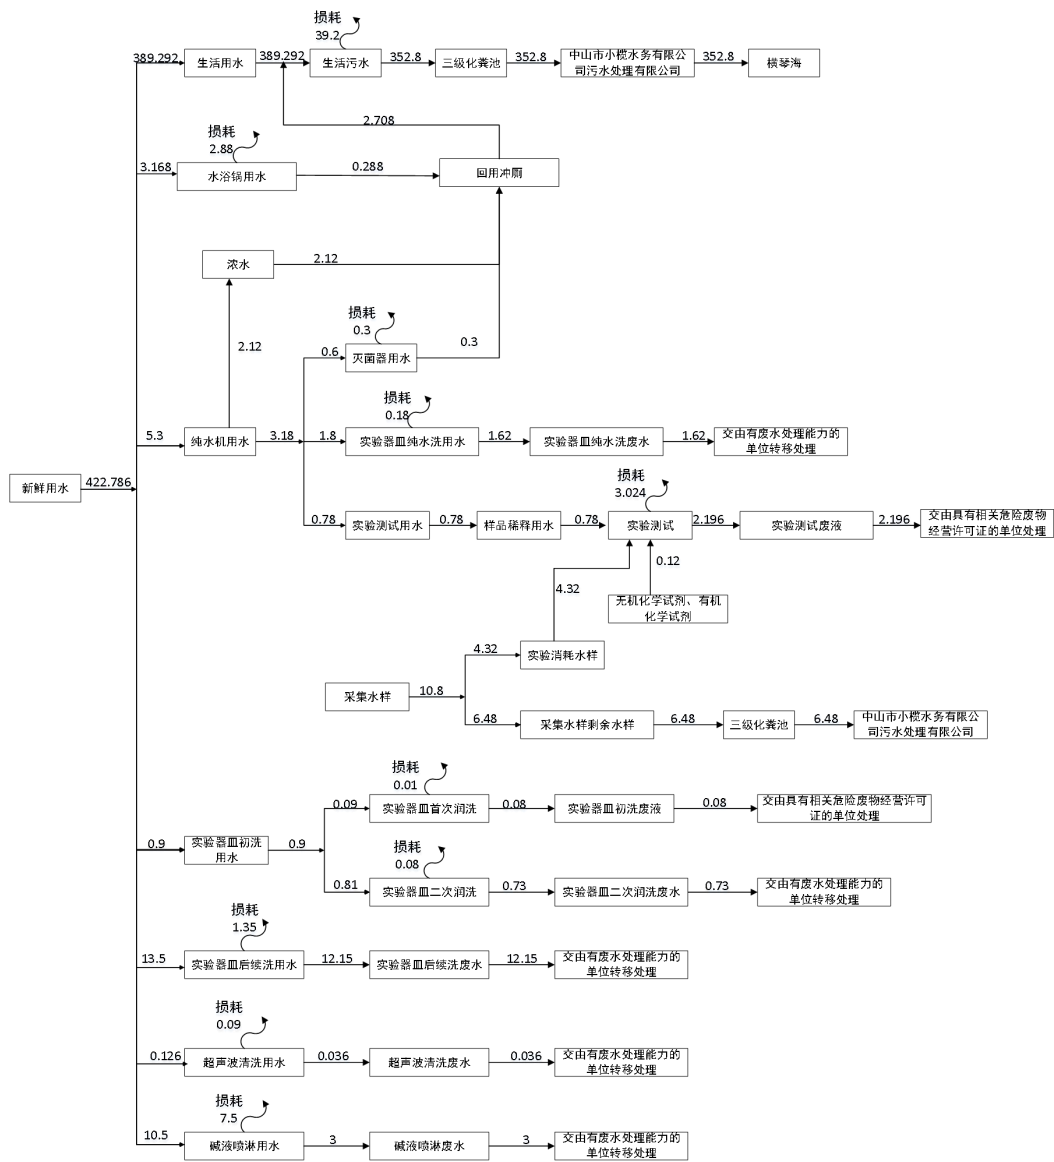 损耗
39.2
389.292
生活用水
389.292
生活污水
352.8
三级化粪池
352.8
中山市小榄水务有限公
司污水处理有限公司
352.8
横琴海
2.708
损耗
2.88
3.168
水浴锅用水
0.288
回用冲厕
浓水
2.12
2.12
损耗
0.3
0.6
灭菌器用水
0.3
损耗
0.18
5.3
纯水机用水
3.18
1.8
实验器皿纯水洗用水
1.62
实验器皿纯水洗废水
1.62
交由有废水处理能力的
单位转移处理
新鲜用水
422.786
损耗
3.024
0.78
实验测试用水
0.78
样品稀释用水
0.78
实验测试
2.196
实验测试废液
2.196
交由具有相关危险废物
经营许可证的单位处理
0.12
4.32
无机化学试剂、有机
化学试剂
4.32
实验消耗水样
采集水样
10.8
6.48
采集水样剩余水样
6.48
三级化粪池
6.48
中山市小榄水务有限公
司污水处理有限公司
损耗
0.01
0.09
实验器皿首次润洗
0.08
实验器皿初洗废液
0.08
交由具有相关危险废物经营许可
证的单位处理
0.9
实验器皿初洗
用水
0.9
损耗
0.08
0.81
实验器皿二次润洗
0.73
实验器皿二次润洗废水
0.73
交由有废水处理能力的
单位转移处理
损耗
1.35
13.5
实验器皿后续洗用水
12.15
实验器皿后续洗废水
12.15
交由有废水处理能力的
单位转移处理
损耗
0.09
0.126
超声波清洗用水
0.036
超声波清洗废水
0.036
交由有废水处理能力的
单位转移处理
损耗
7.5
10.5
碱液喷淋用水
3
碱液喷淋废水
3
交由有废水处理能力的
单位转移处理